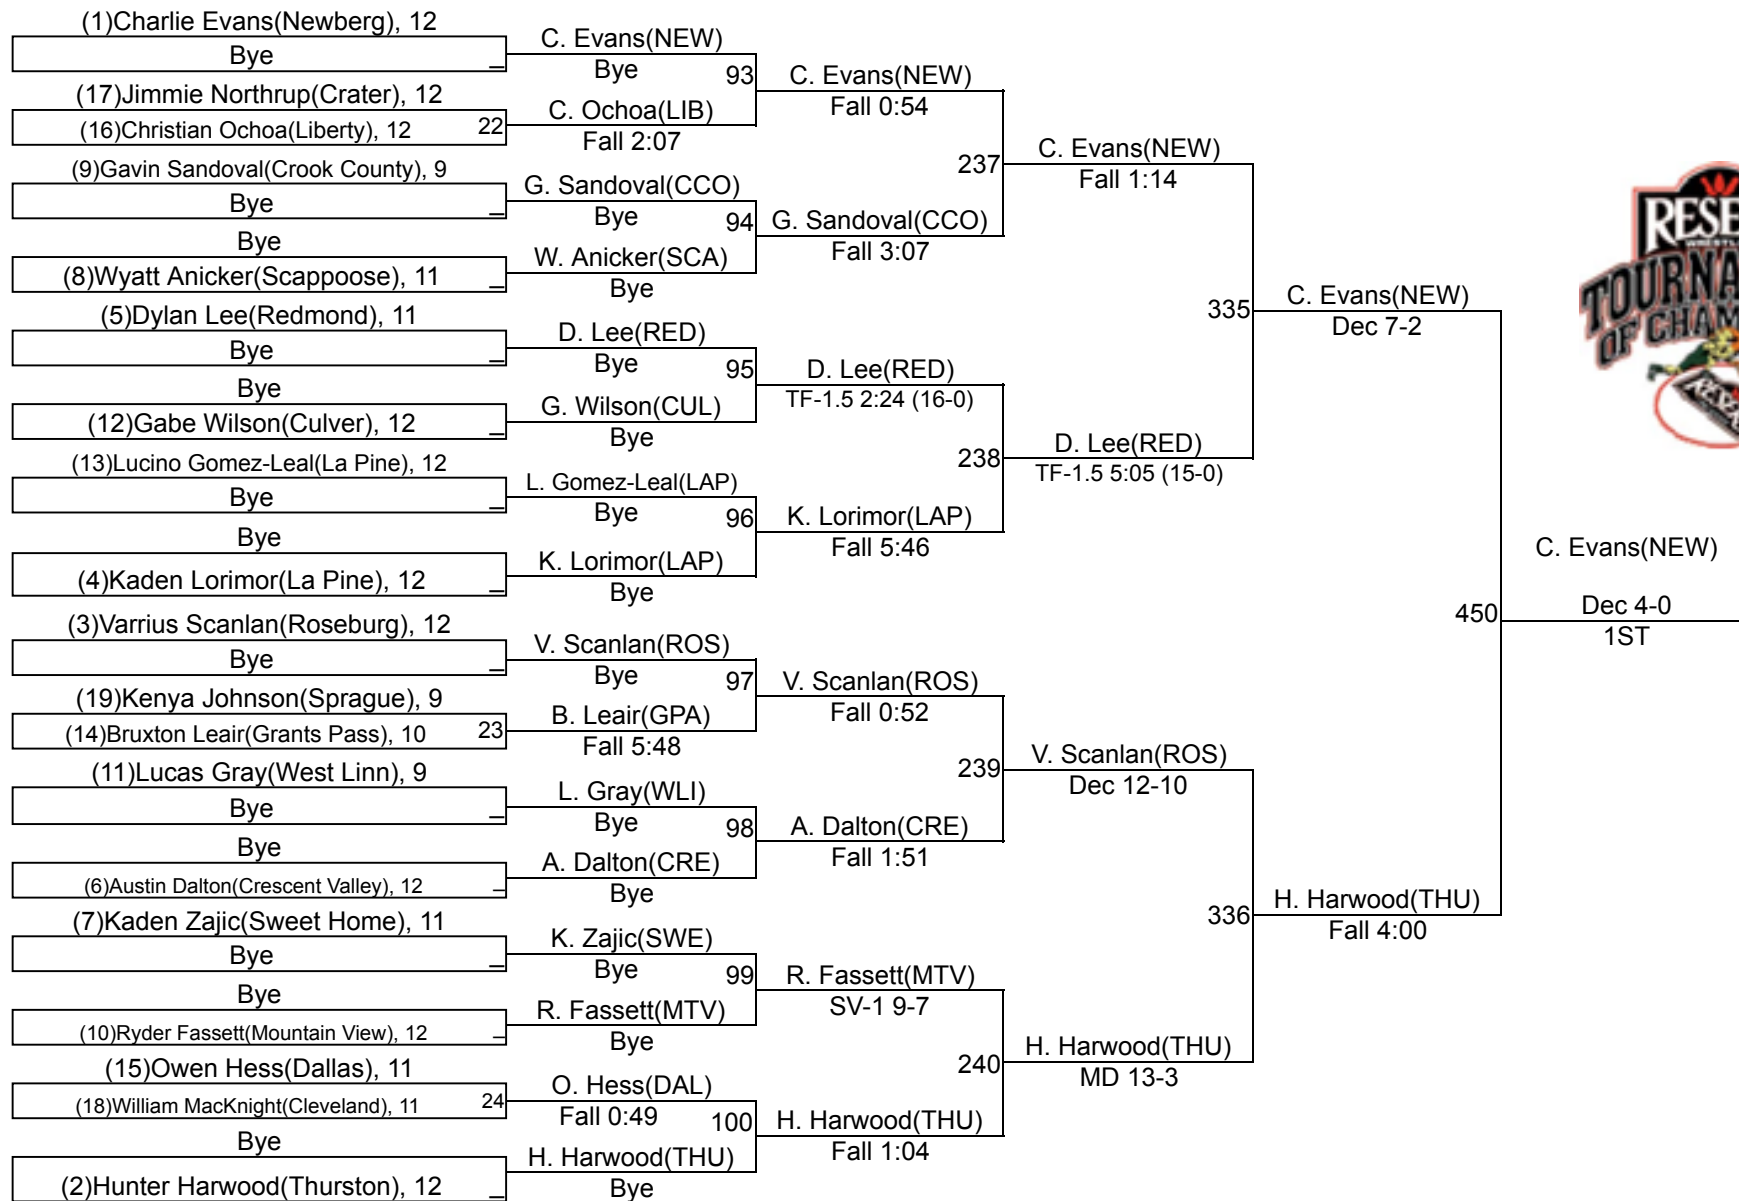 (1)Charlie Evans(Newberg), 12
Bye
(17)Jimmie Northrup(Crater), 12
(16)Christian Ochoa(Liberty), 12 22
(9)Gavin Sandoval(Crook County), 9
Bye
Bye
(8)Wyatt Anicker(Scappoose), 11
(5)Dylan Lee(Redmond), 11
Bye
Bye
(12)Gabe Wilson(Culver), 12
(13)Lucino Gomez-Leal(La Pine), 12
Bye
Bye
(4)Kaden Lorimor(La Pine), 12
(3)Varrius Scanlan(Roseburg), 12
Bye
(19)Kenya Johnson(Sprague), 9
(14)Bruxton Leair(Grants Pass), 10 23
(11)Lucas Gray(West Linn), 9
Bye
Bye
(6)Austin Dalton(Crescent Valley), 12
(7)Kaden Zajic(Sweet Home), 11
Bye
Bye
(10)Ryder Fassett(Mountain View), 12
(15)Owen Hess(Dallas), 11
(18)William MacKnight(Cleveland), 11 24
Bye
(2)Hunter Harwood(Thurston), 12
C. Evans(NEW)
Bye 93
C. Ochoa(LIB)
Fall 2:07
G. Sandoval(CCO)
Bye 94
W. Anicker(SCA)
Bye
D. Lee(RED)
Bye 95
G. Wilson(CUL)
Bye
L. Gomez-Leal(LAP)
Bye 96
K. Lorimor(LAP)
Bye
V. Scanlan(ROS)
Bye 97
B. Leair(GPA)
Fall 5:48
L. Gray(WLI)
Bye 98
A. Dalton(CRE)
Bye
K. Zajic(SWE)
Bye 99
R. Fassett(MTV)
Bye
O. Hess(DAL)
Fall 0:49 100
H. Harwood(THU)
Bye
C. Evans(NEW)
Fall 0:54
237
G. Sandoval(CCO)
Fall 3:07
D. Lee(RED)
TF-1.5 2:24 (16-0)
238
K. Lorimor(LAP)
Fall 5:46
V. Scanlan(ROS)
Fall 0:52
239
A. Dalton(CRE)
Fall 1:51
R. Fassett(MTV)
SV-1 9-7
240
H. Harwood(THU)
Fall 1:04
C. Evans(NEW)
Fall 1:14
335
D. Lee(RED)
TF-1.5 5:05 (15-0)
V. Scanlan(ROS)
Dec 12-10
336
H. Harwood(THU)
MD 13-3
C. Evans(NEW)
Dec 7-2
450
H. Harwood(THU)
Fall 4:00
C. Evans(NEW)
Dec 4-0
1ST